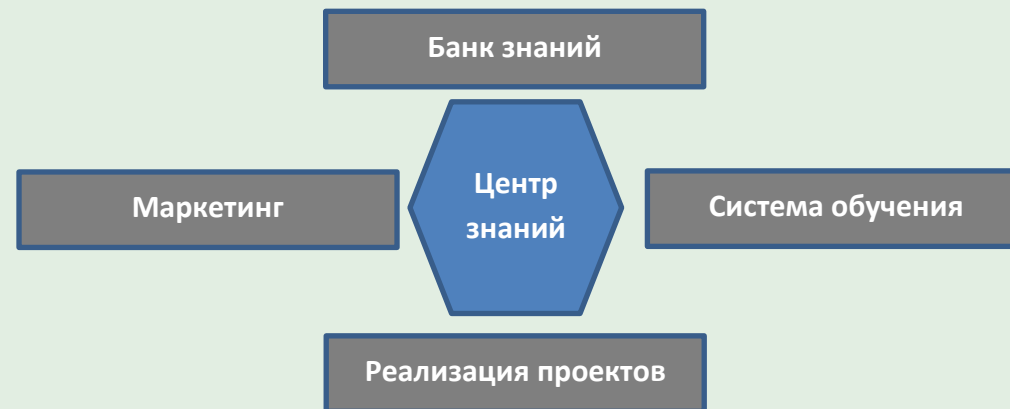 Банк знаний
Маркетинг
Центр
знаний
Система обучения
Реализация проектов